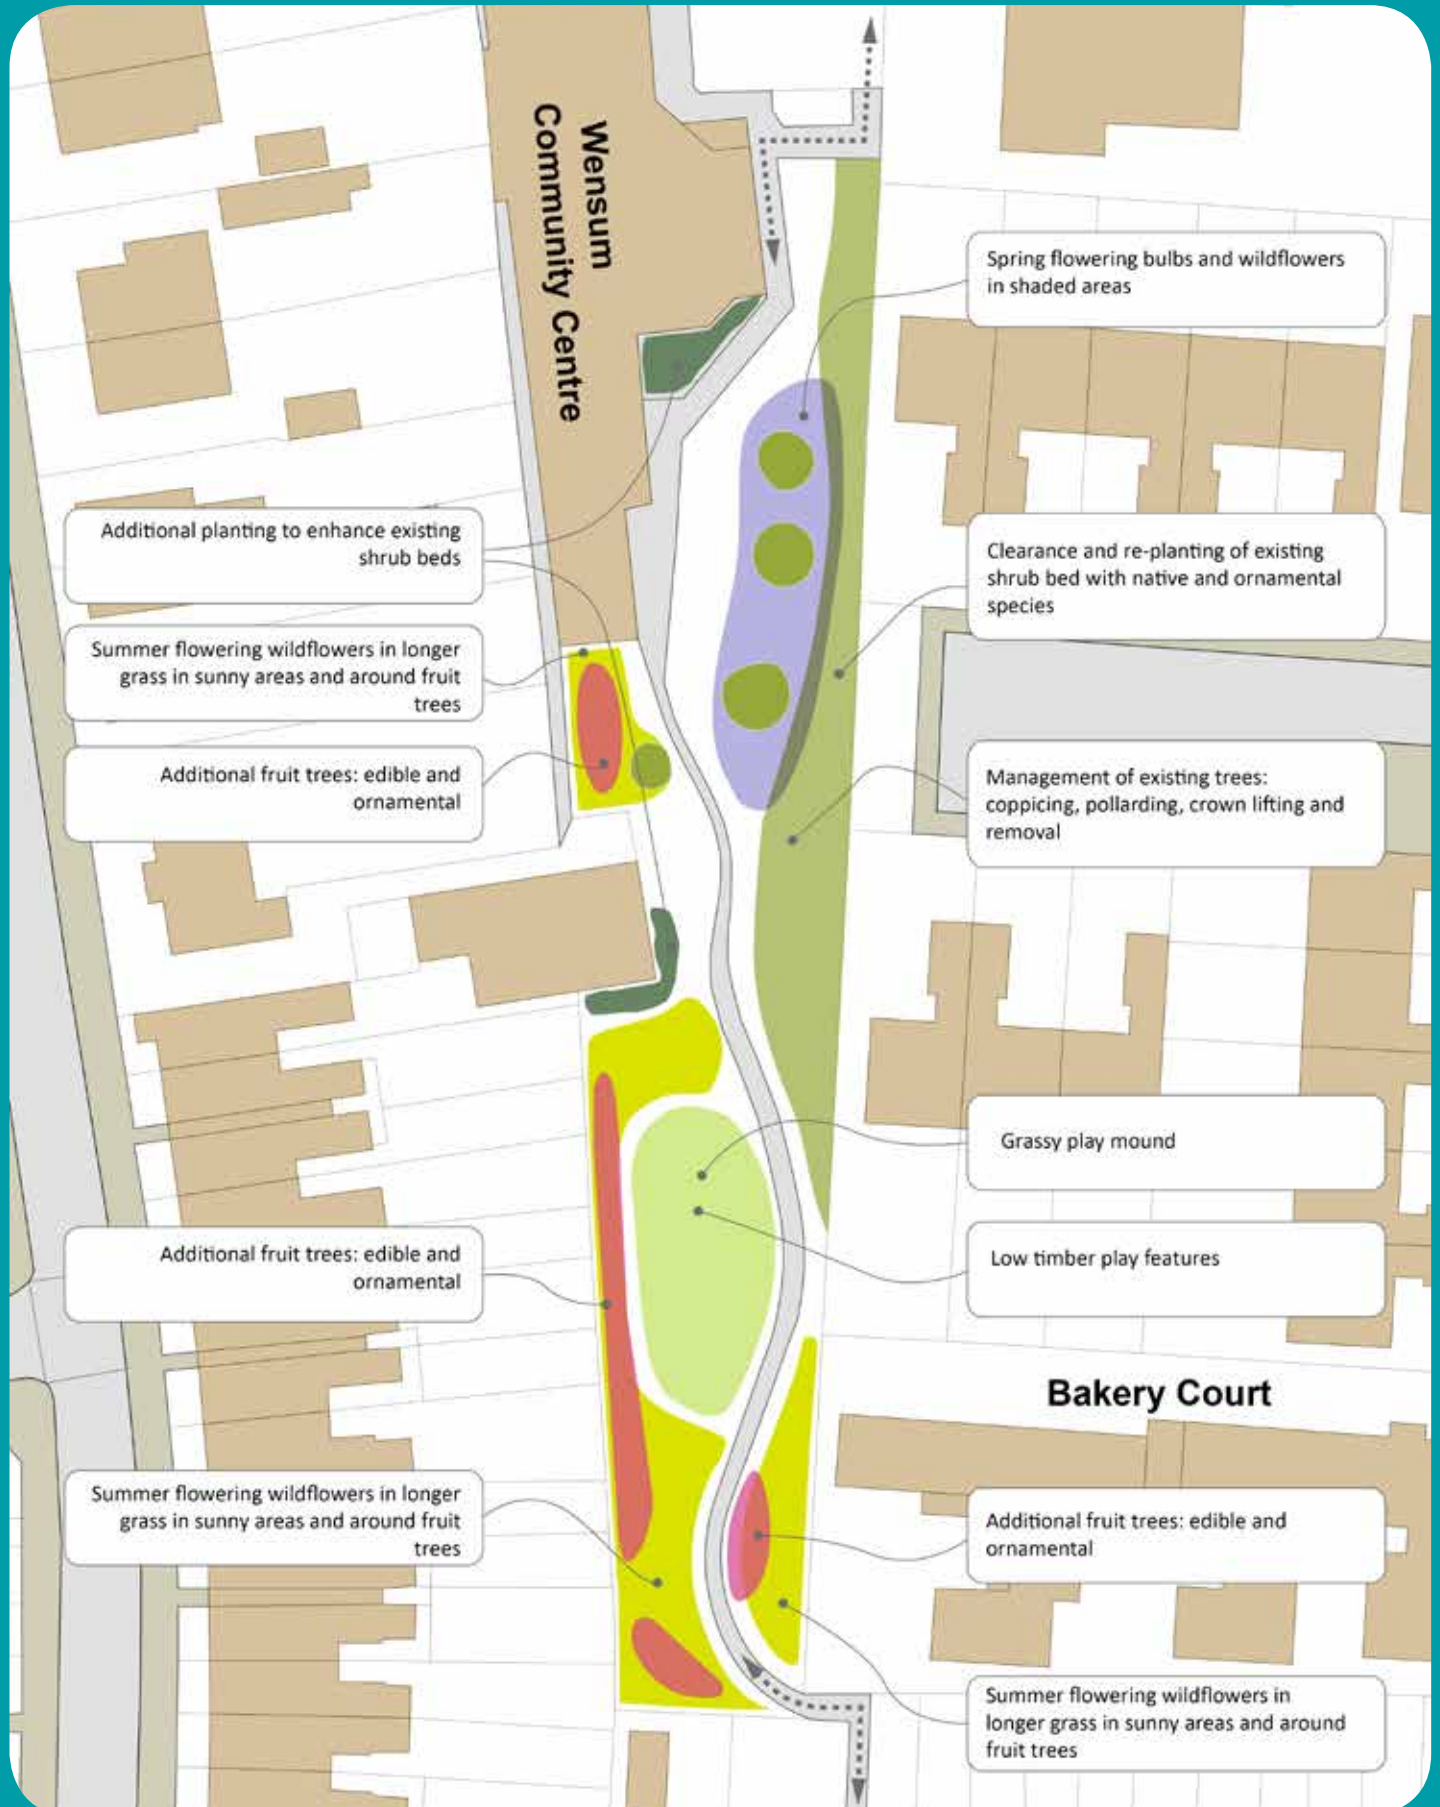 Wensum
Community Centre
Spring flowering bulbs and wildflowers
in shaded areas
Additional planting to enhance existing
shrub beds
Clearance and re-planting of existing
shrub bed with native and ornamental
species
Summer flowering wildflowers in longer
grass in sunny areas and around fruit
trees
Additional fruit trees: edible and
ornamental
Management of existing trees:
coppicing, pollarding, crown lifting and
removal
Grassy play mound
Additional fruit trees: edible and
ornamental
Low timber play features
Bakery Court
Summer flowering wildflowers in longer
grass in sunny areas and around fruit
trees
Additional fruit trees: edible and
ornamental
Summer flowering wildflowers in
longer grass in sunny areas and around
fruit trees